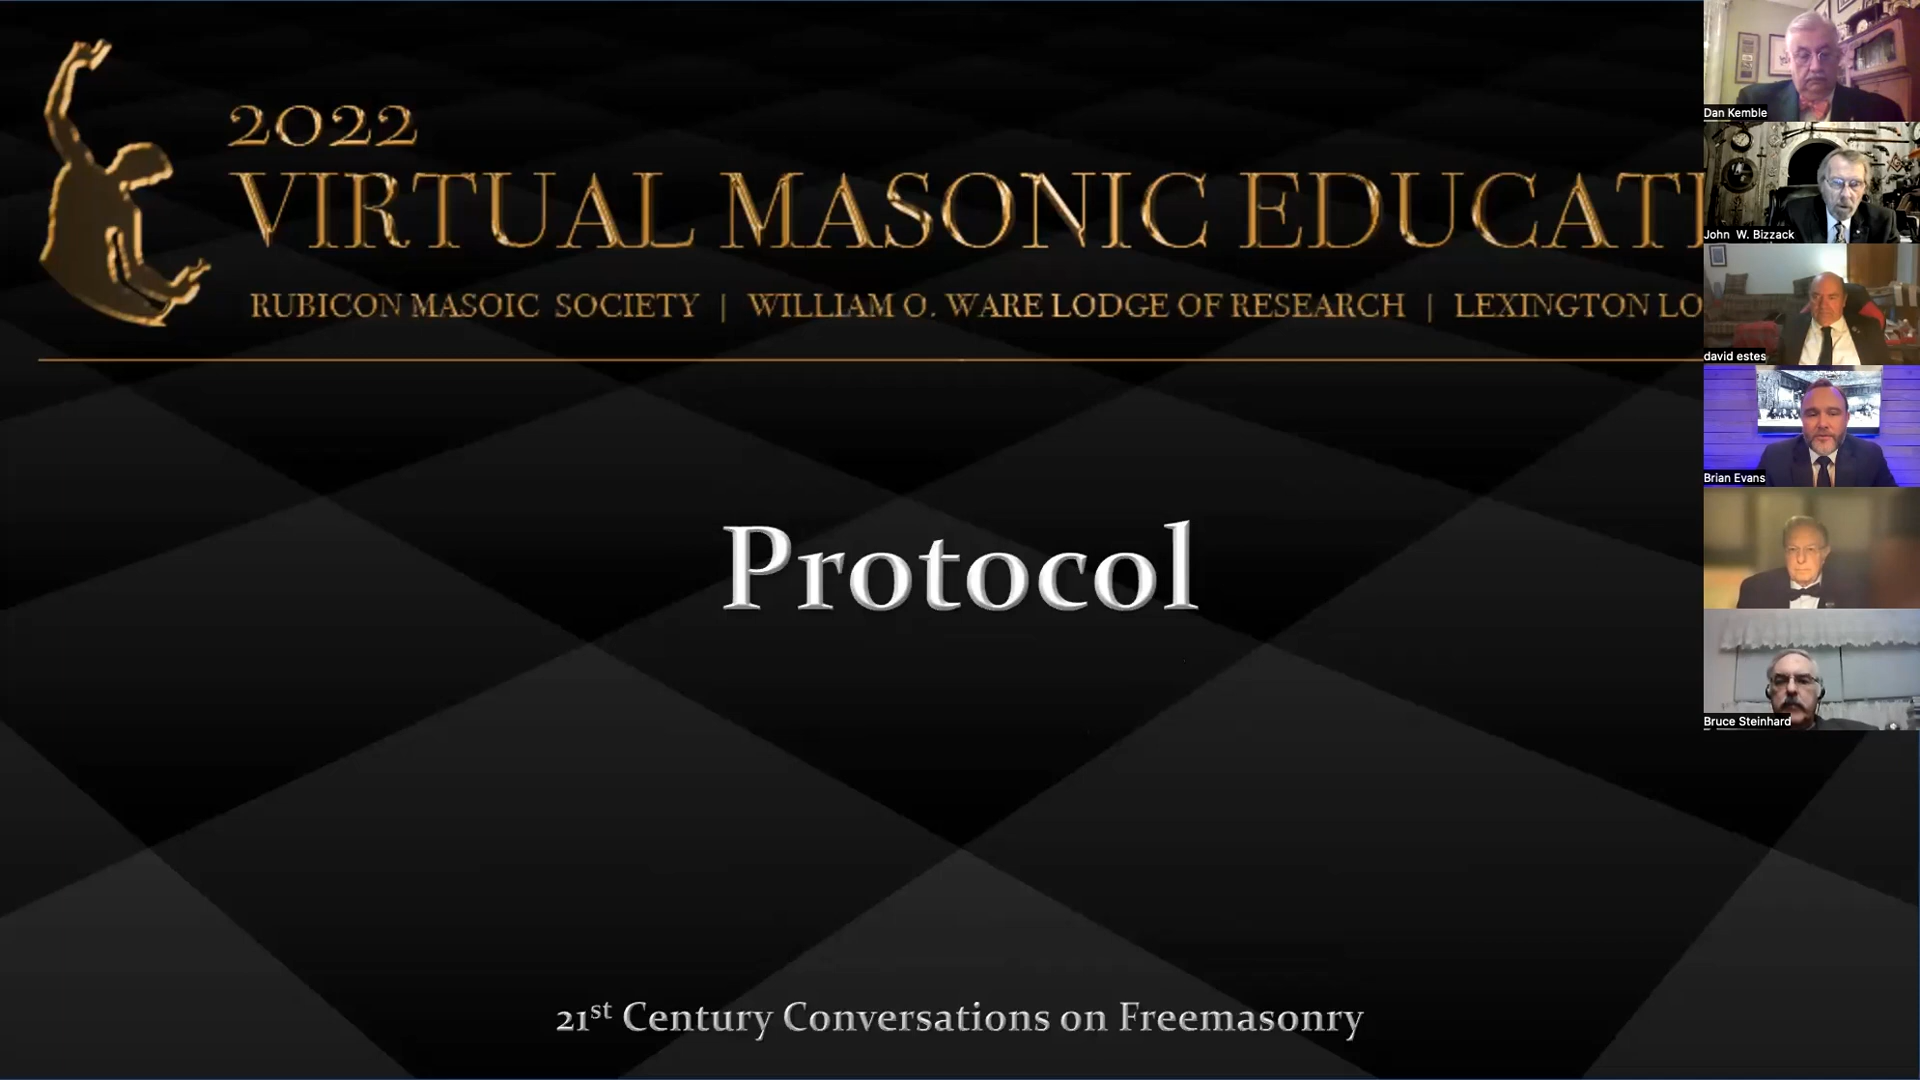 2022
VIRTUAL MASONIC EDUCATI
RUBICON MASOIC SOCIETY | WILLIAM O. WARE LODGE OF RESEARCH | LEXINGTON LO
Protocol
21st Century Conversations on Freemasonry
Dan Kemble
John W. Bizzack
david estes
Brian Evans
Bruce Steinhard